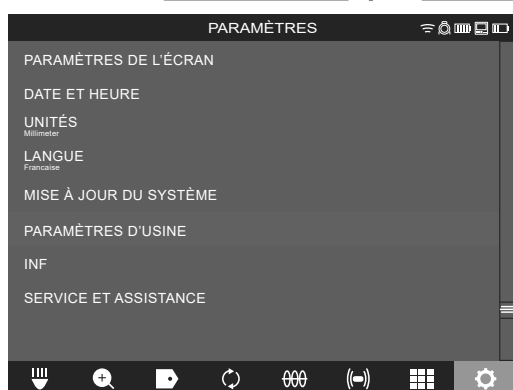 PARAMÈTRES
PARAMÈTRES DE L'ÉCRAN
DATE ET HEURE
UNITÉS
Millimeter
LANGUE
Francaise
MISE À JOUR DU SYSTÈME
PARAMÈTRES D'USINE
INF
SERVICE ET ASSISTANCE